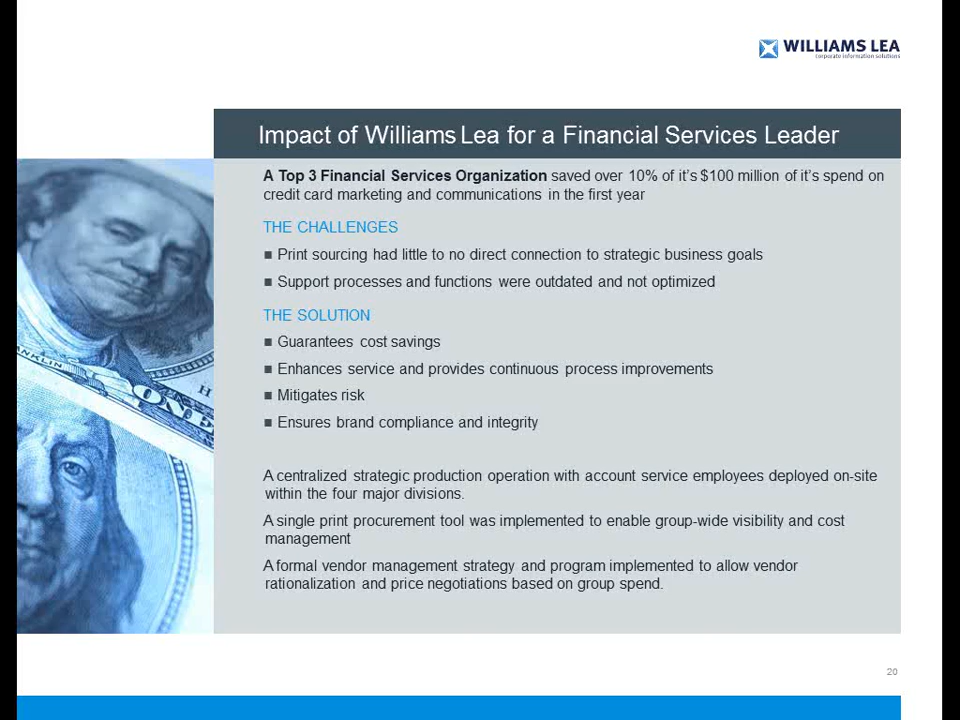 WILLIAMS LEA
corporate information solutions
Impact of Williams Lea for a Financial Services Leader
A Top 3 Financial Services Organization saved over 10% of it's $100 million of it's spend on
credit card marketing and communications in the first year
THE CHALLENGES
■ Print sourcing had little to no direct connection to strategic business goals
■ Support processes and functions were outdated and not optimized
THE SOLUTION
■ Guarantees cost savings
■ Enhances service and provides continuous process improvements
■ Mitigates risk
■ Ensures brand compliance and integrity
A centralized strategic production operation with account service employees deployed on-site
within the four major divisions.
A single print procurement tool was implemented to enable group-wide visibility and cost
management
A formal vendor management strategy and program implemented to allow vendor
rationalization and price negotiations based on group spend.
20